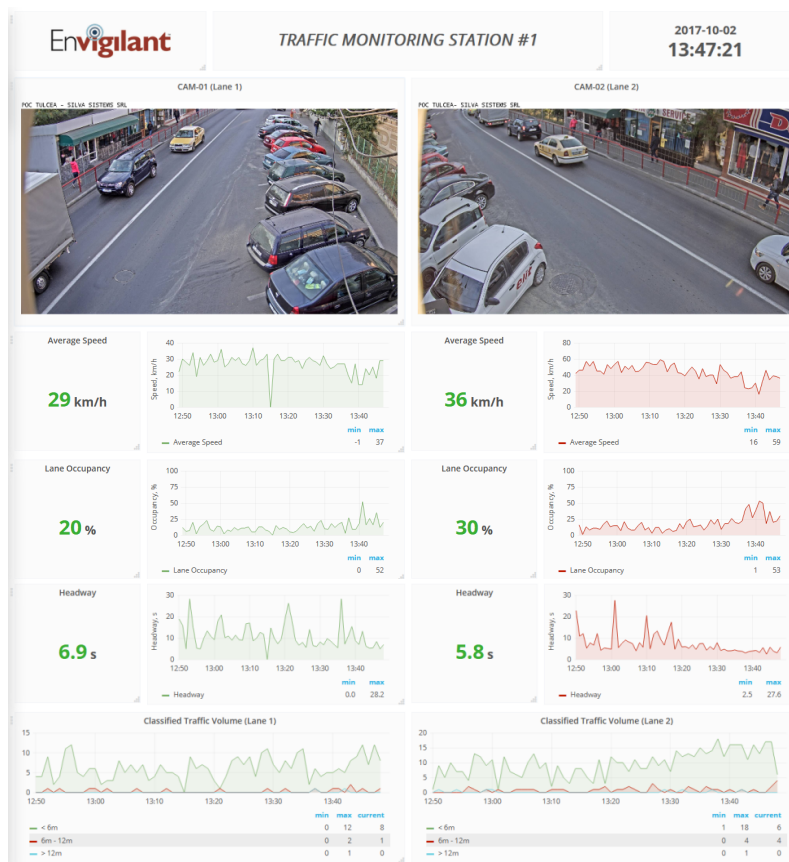 Envigilant
TRAFFIC MONITORING STATION #1
2017-10-02
13:47:21
CAM-01 (Lane 1)
CAM-02 (Lane 2)
POC TULCEA - SILVA SISTEMS SRL
POC TULCEA- SILVA SISTEMS SRL
SERVI
elit
Average Speed
29 km/h
Speed, km/h
40
30
20
10
0
12:50 13:00 13:10 13:20 13:30 13:40
min max
Average Speed -1 37
Average Speed
36 km/h
Speed, km/h
80
60
40
20
0
12:50 13:00 13:10 13:20 13:30 13:40
min max
Average Speed 16 59
Lane Occupancy
20 %
Occupancy, %
100
75
50
25
0
12:50 13:00 13:10 13:20 13:30 13:40
min max
Lane Occupancy 0 52
Lane Occupancy
30 %
Occupancy, %
100
75
50
25
0
12:50 13:00 13:10 13:20 13:30 13:40
min max
Lane Occupancy 1 53
Headway
6.9 s
Headway, s
30
20
10
0
12:50 13:00 13:10 13:20 13:30 13:40
min max
Headway 0.0 28.2
Headway
5.8 s
Headway, s
30
20
10
0
12:50 13:00 13:10 13:20 13:30 13:40
min max
Headway 2.5 27.6
Classified Traffic Volume (Lane 1)
15
10
5
0
12:50 13:00 13:10 13:20 13:30 13:40
min max current
< 6m 0 12 8
6m - 12m 0 2 1
> 12m 0 1 0
Classified Traffic Volume (Lane 2)
20
15
10
5
0
12:50 13:00 13:10 13:20 13:30 13:40
min max current
< 6m 1 18 6
6m - 12m 0 4 4
> 12m 0 1 0